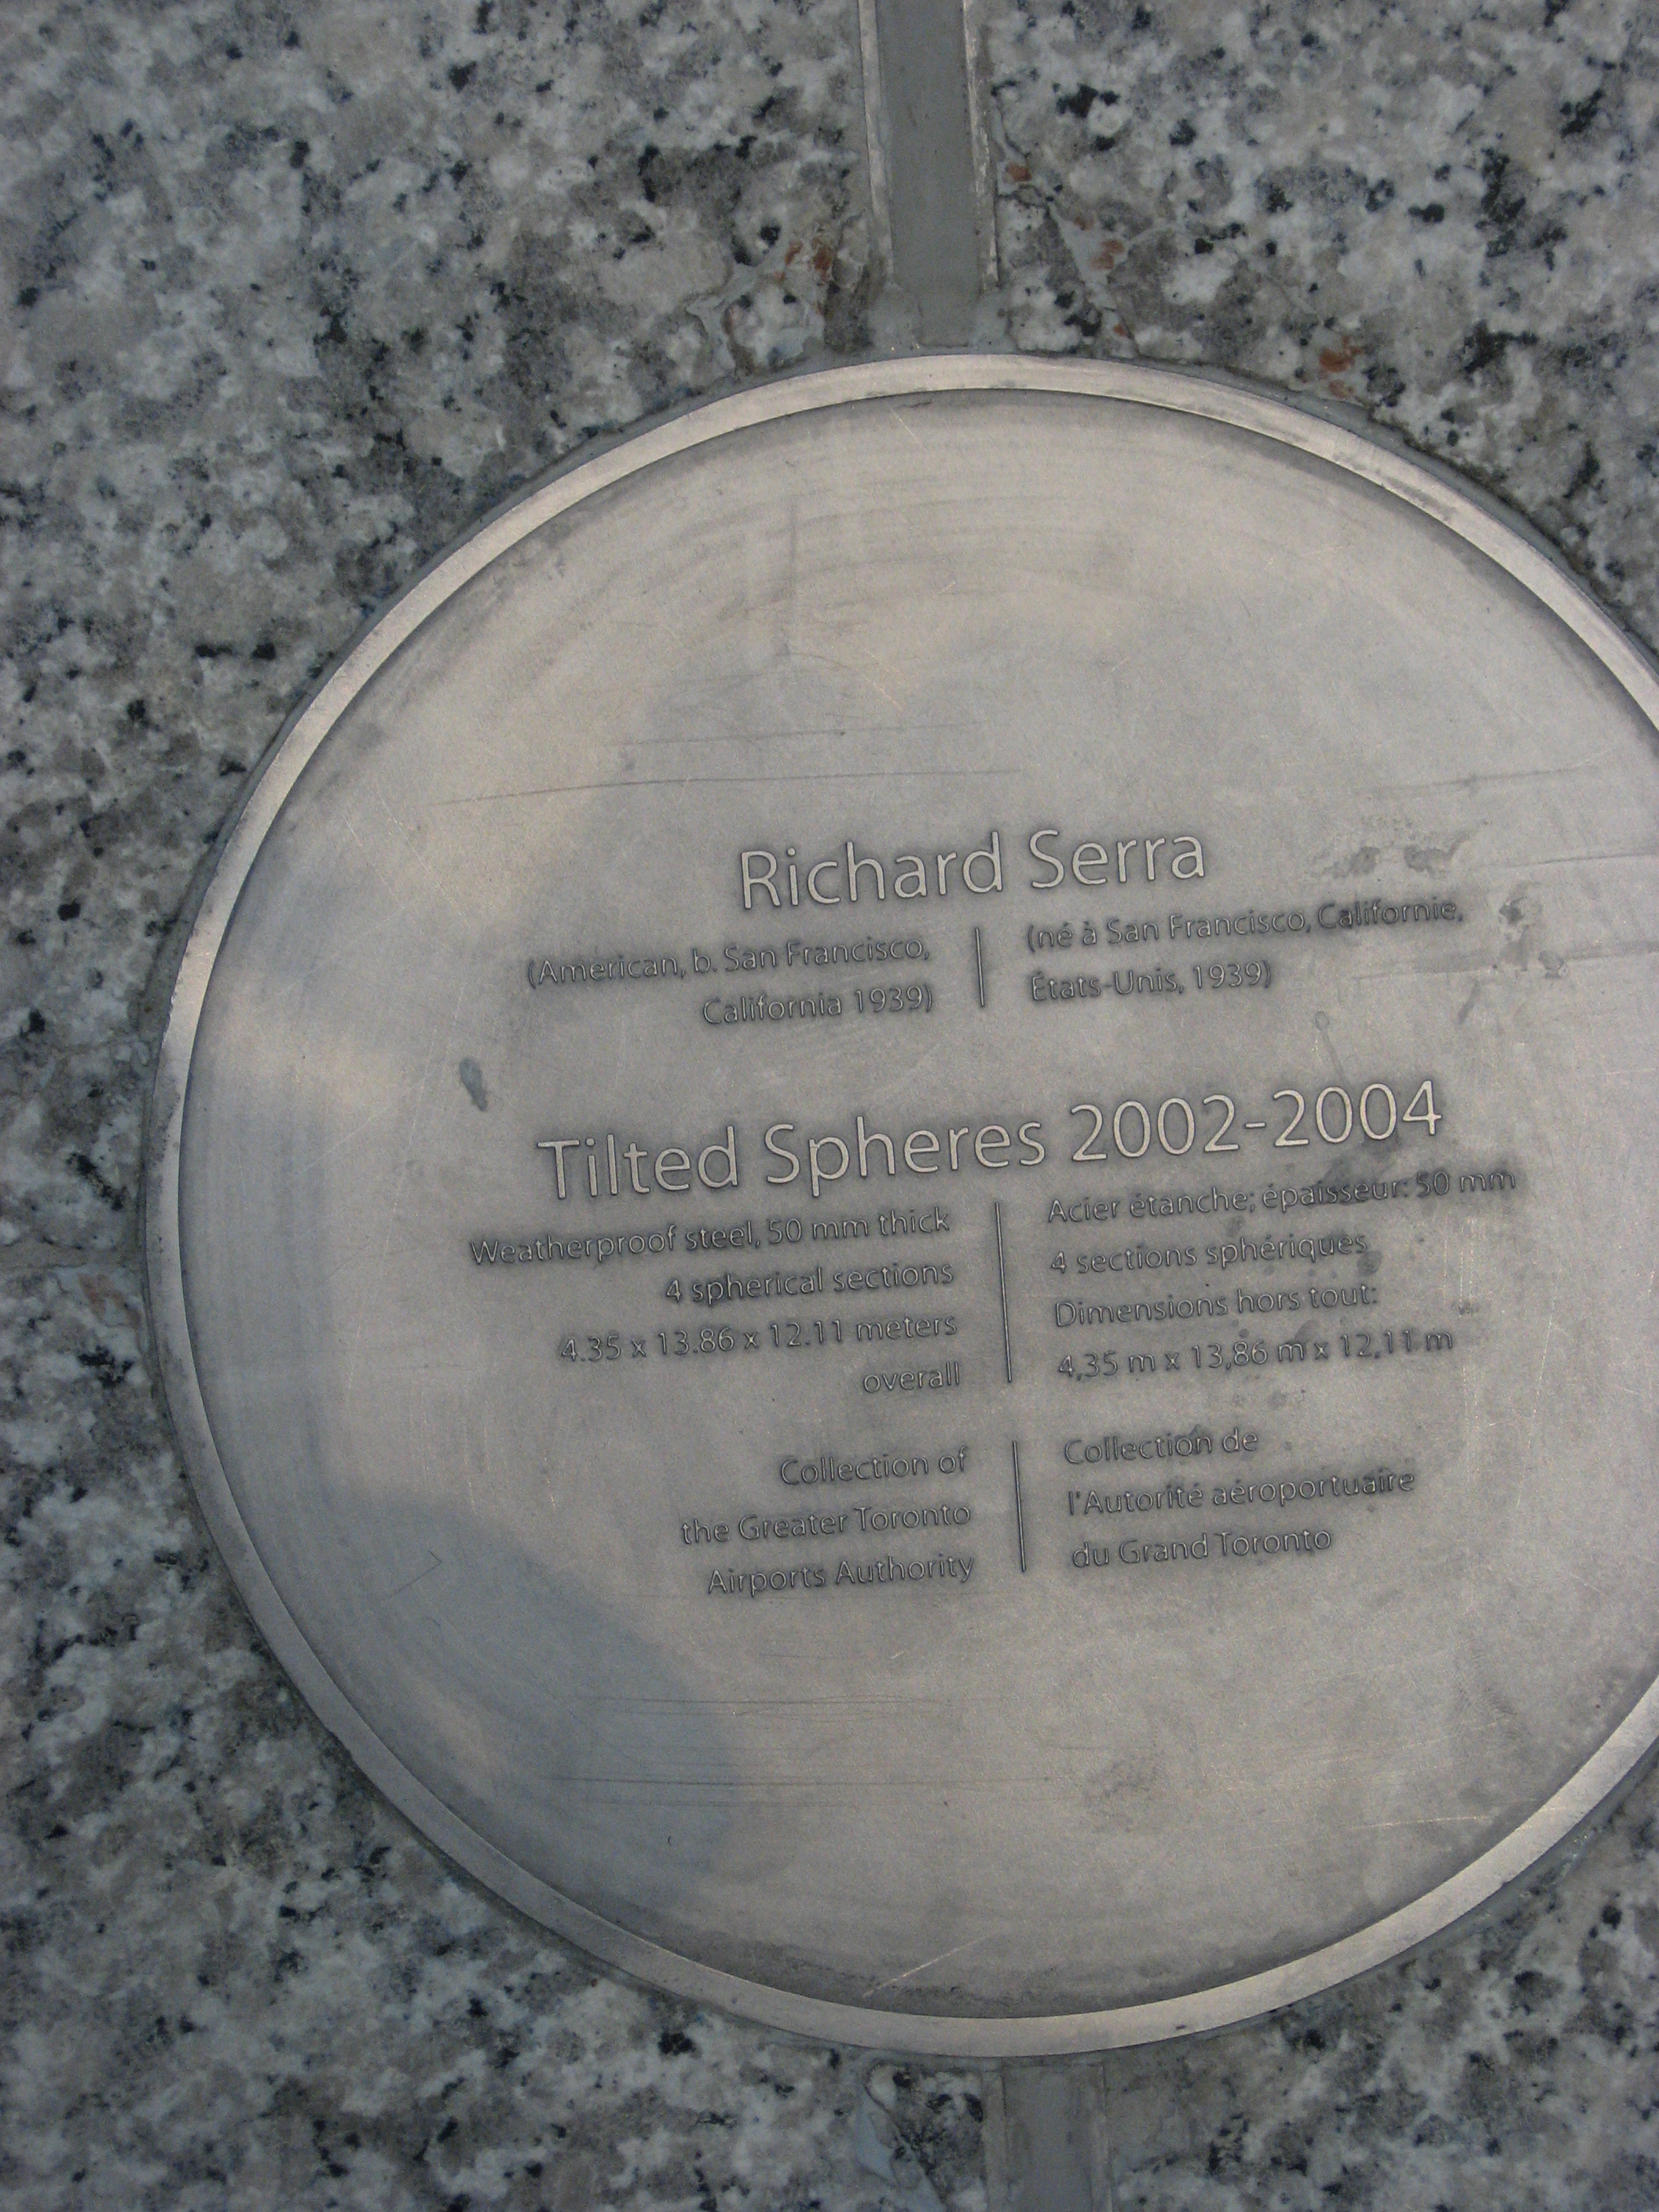 Richard Serra
(American, b. San Francisco,
California 1939)
(né à San Francisco, Californie,
États-Unis, 1939)
Tilted Spheres 2002-2004
Weatherproof steel, 50 mm thick
4 spherical sections
4.35 x 13.86 x 12.11 meters
overall
Acier étanche; épaisseur: 50 mm
4 sections sphériques
Dimensions hors tout:
4,35 m x 13,86 m x 12,11 m
Collection of
the Greater Toronto
Airports Authority
Collection de
l'Autorité aéroportuaire
du Grand Toronto